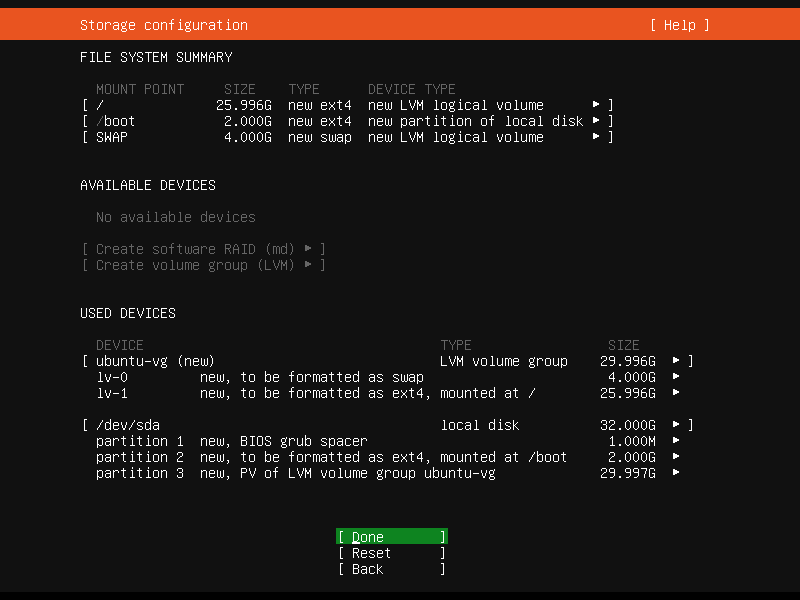 Storage configuration [ Help ]
FILE SYSTEM SUMMARY
MOUNT POINT SIZE TYPE DEVICE TYPE
[ / 25.996G new ext4 new LVM logical volume ▸ ]
[ /boot 2.000G new ext4 new partition of local disk ▸ ]
[ SWAP 4.000G new swap new LVM logical volume ▸ ]
AVAILABLE DEVICES
No available devices
[ Create software RAID (md) ▸ ]
[ Create volume group (LVM) ▸ ]
USED DEVICES
DEVICE TYPE SIZE
[ ubuntu-vg (new) LVM volume group 29.996G ▸ ]
lv-0 new, to be formatted as swap 4.000G ▸
lv-1 new, to be formatted as ext4, mounted at / 25.996G ▸
[ /dev/sda local disk 32.000G ▸ ]
partition 1 new, BIOS grub spacer 1.000M ▸
partition 2 new, to be formatted as ext4, mounted at /boot 2.000G ▸
partition 3 new, PV of LVM volume group ubuntu-vg 29.997G ▸
[ Done ]
[ Reset ]
[ Back ]